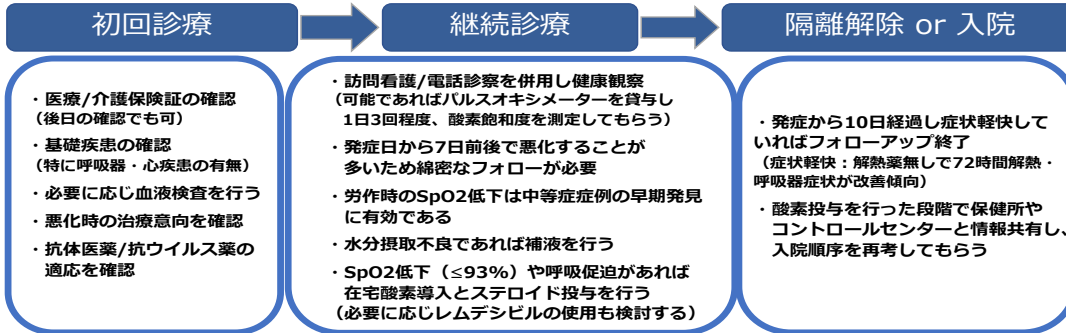 初回診療
継続診療
隔離解除 or 入院
・医療/介護保険証の確認
（後日の確認でも可）
・基礎疾患の確認
（特に呼吸器・心疾患の有無）
・必要に応じ血液検査を行う
・悪化時の治療意向を確認
・抗体医薬/抗ウイルス薬の
適応を確認
・訪問看護/電話診察を併用し健康観察
（可能であればパルスオキシメーターを貸与し
1日3回程度、酸素飽和度を測定してもらう）
・発症日から7日前後で悪化することが
多いため綿密なフォローが必要
・労作時のSpO2低下は中等症症例の早期発見
に有効である
・水分摂取不良であれば補液を行う
・SpO2低下（≤93%）や呼吸促迫があれば
在宅酸素導入とステロイド投与を行う
（必要に応じレムデシビルの使用も検討する）
・発症から10日経過し症状軽快して
いればフォローアップ終了
（症状軽快：解熱薬無しで72時間解熱・
呼吸器症状が改善傾向）
・酸素投与を行った段階で保健所や
コントロールセンターと情報共有し、
入院順序を再考してもらう